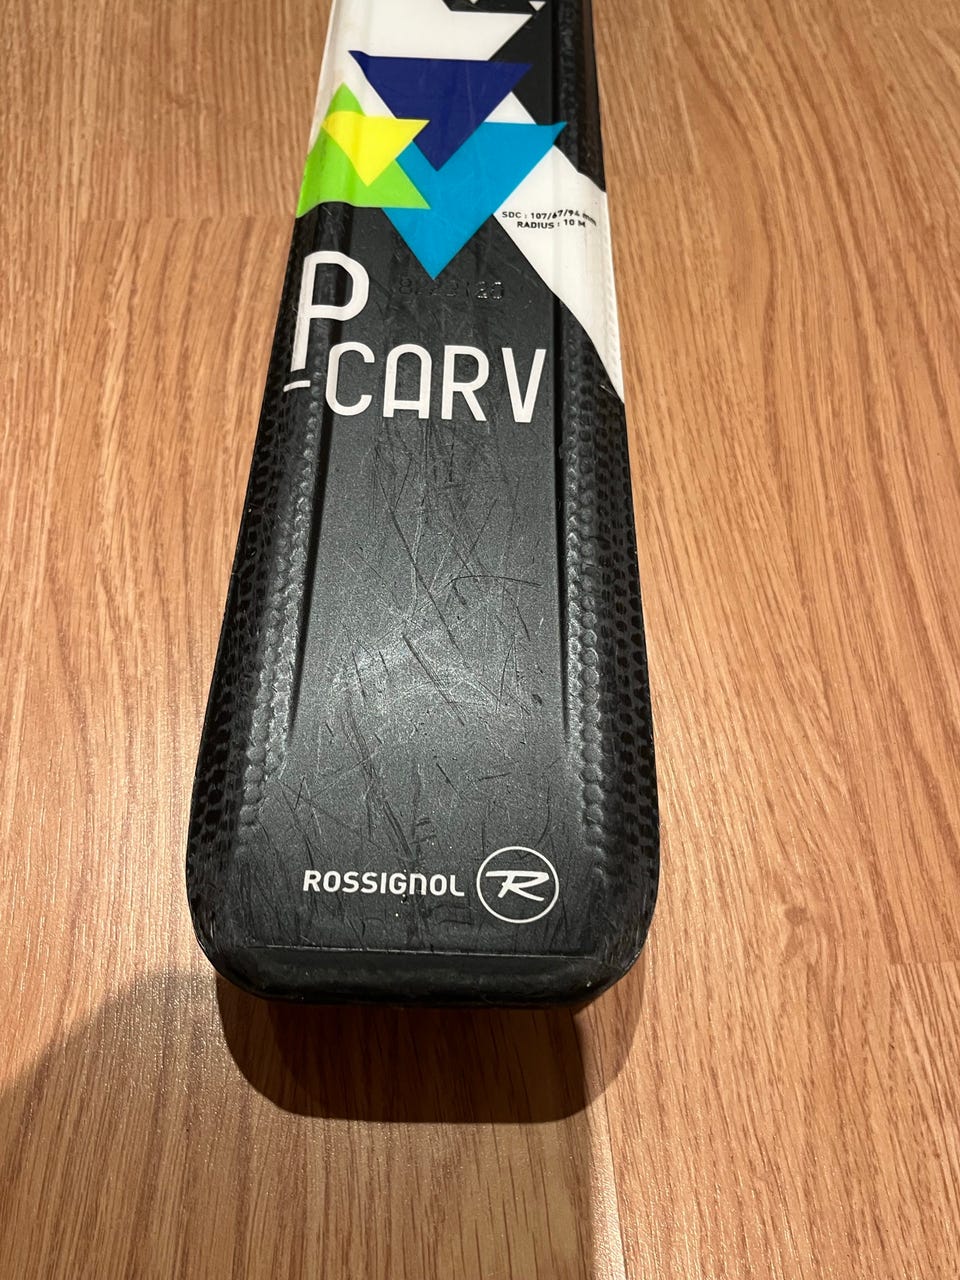 SDC : 107/67/94 mm
RADIUS : 10 M
P
CARV
ROSSIGNOL R